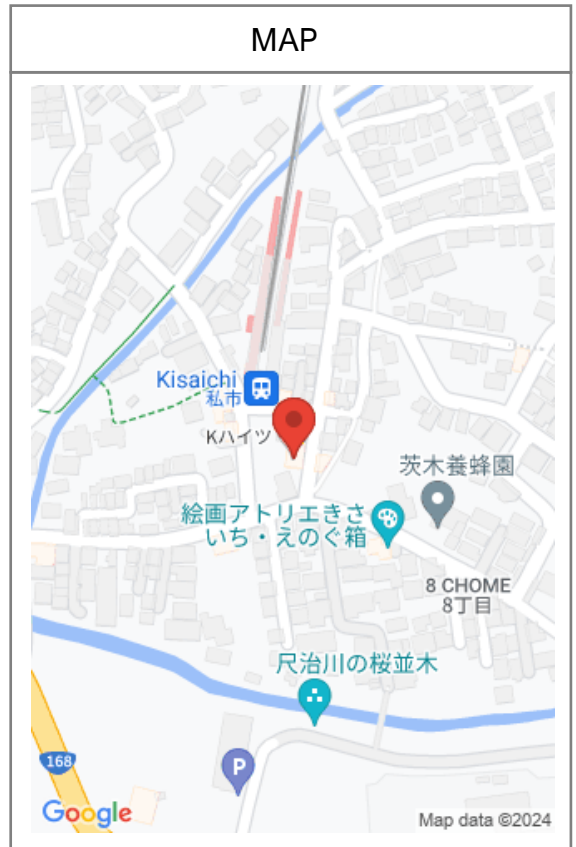 MAP
Kisaichi
私市
Kハイツ
茨木養蜂園
絵画アトリエきさ
いち・えのぐ箱
8 CHOME
8丁目
尺治川の桜並木
P
168
Google
Map data ©2024